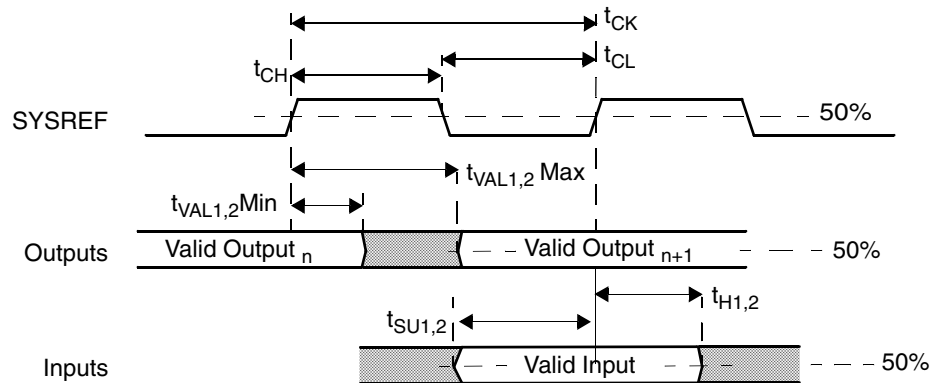 tCK
tCH
tCL
SYSREF
50%
tVAL1,2 Max
tVAL1,2Min
Outputs
Valid Output n
Valid Output n+1
50%
tH1,2
tSU1,2
Inputs
Valid Input
50%